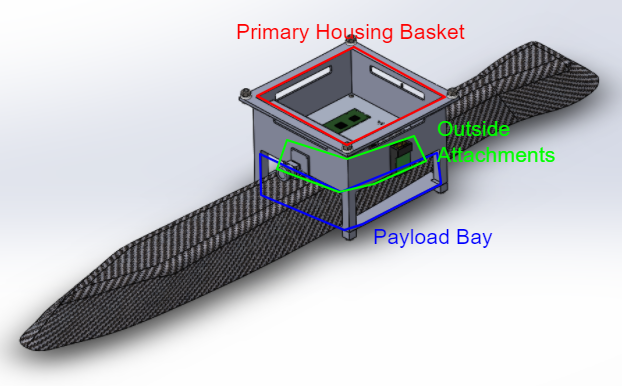 Primary Housing Basket
Outside
Attachments
Payload Bay